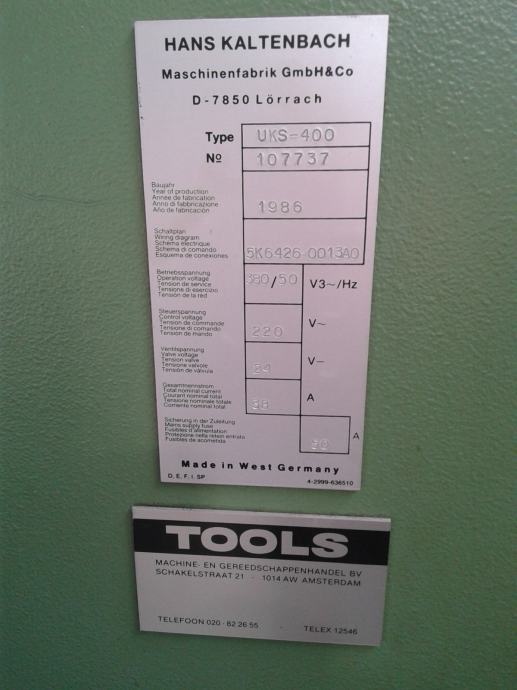 HANS KALTENBACH
Maschinenfabrik GmbH&Co
D-7850 Lörrach
Type UKS-400
Nº 107737
Baujahr
Year of production
Année de fabrication
Anno di fabbricazione
Año de fabricación
1986
Schaltplan
Wiring diagram
Schéma électrique
Schema di comando
Esquema de conexiones
5K6426-0013A0
Betriebsspannung
Operation voltage
Tension de service
Tensione di esercizio
Tensión de la red
380/50 V3~/Hz
Steuerspannung
Control voltage
Tension de commande
Tensione di comando
Tensión de mando
220 V~
Ventilspannung
Valve voltage
Tension valve
Tensione valvole
Tensión de válvula
24 V–
Gesamtnennstrom
Total nominal current
Courant nominal total
Tensione nominale totale
Corriente nominal total
A
Sicherung in der Zuleitung
Mains supply fuse
Fusibles d'alimentation
Protezione nella rete in entrata
Fusibles de acometida
A
Made in West Germany
D, E, F, I, SP 4-2999-636510
TOOLS
MACHINE- EN GEREEDSCHAPPENHANDEL BV
SCHAKELSTRAAT 21 - 1014 AW AMSTERDAM
TELEFOON 020 - 82 26 55 TELEX 12546